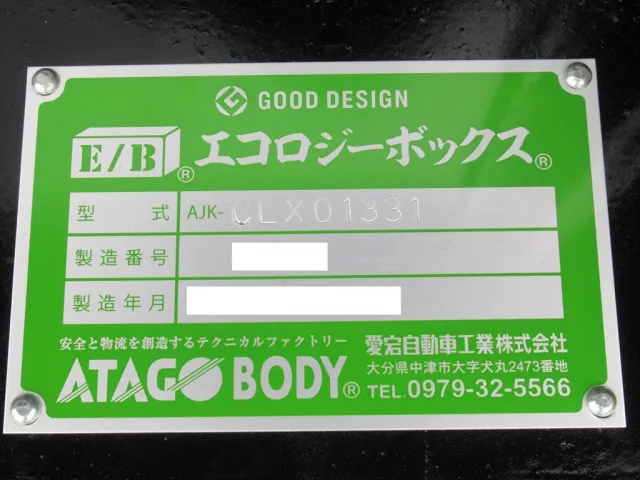 GOOD DESIGN
E/B® エコロジーボックス®
型式 AJK-CLX01331
製造番号
製造年月
安全と物流を創造するテクニカルファクトリー
愛宕自動車工業株式会社
大分県中津市大字犬丸2473番地
ATAGO BODY®
TEL.0979-32-5566